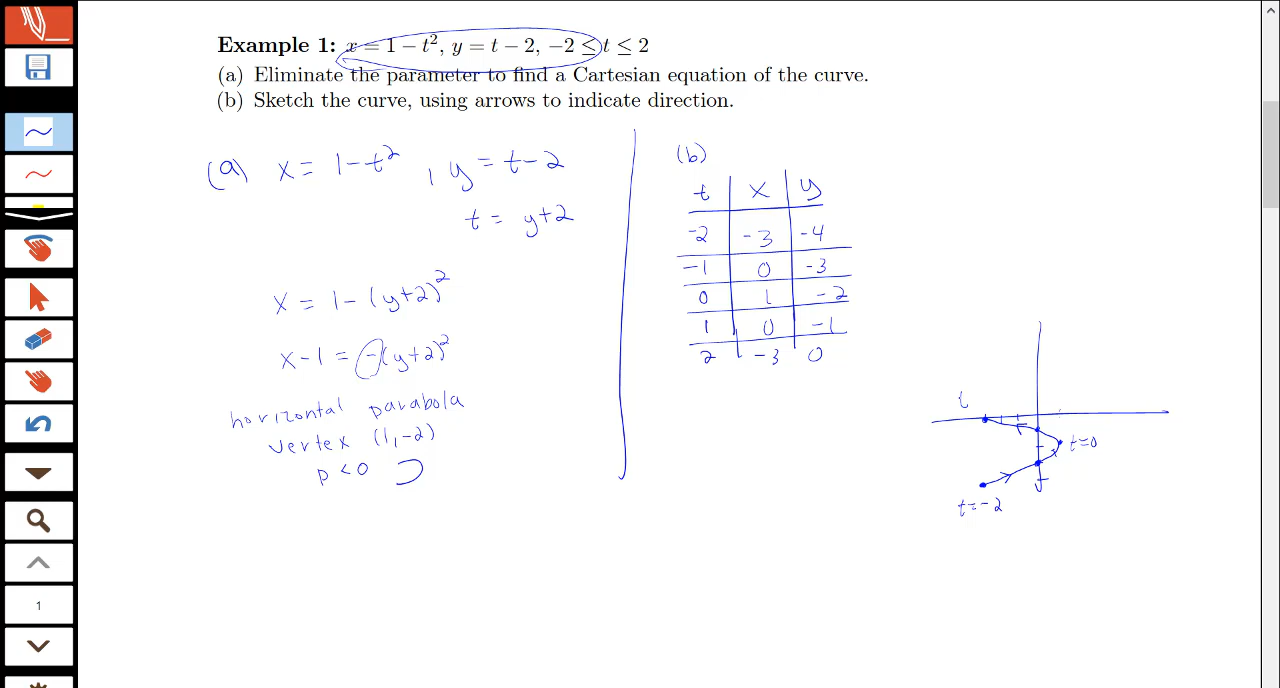 Example 1: x = 1 − t², y = t − 2, −2 ≤ t ≤ 2
(a) Eliminate the parameter to find a Cartesian equation of the curve.
(b) Sketch the curve, using arrows to indicate direction.
(a) x = 1 − t² , y = t − 2
t = y+2
x = 1 − (y+2)²
x − 1 = −(y+2)²
horizontal parabola
vertex (1, −2)
p < 0
(b)
t x y
-2 -3 -4
-1 0 -3
0 1 -2
1 0 -1
2 -3 0
t
t=0
t=-2
1